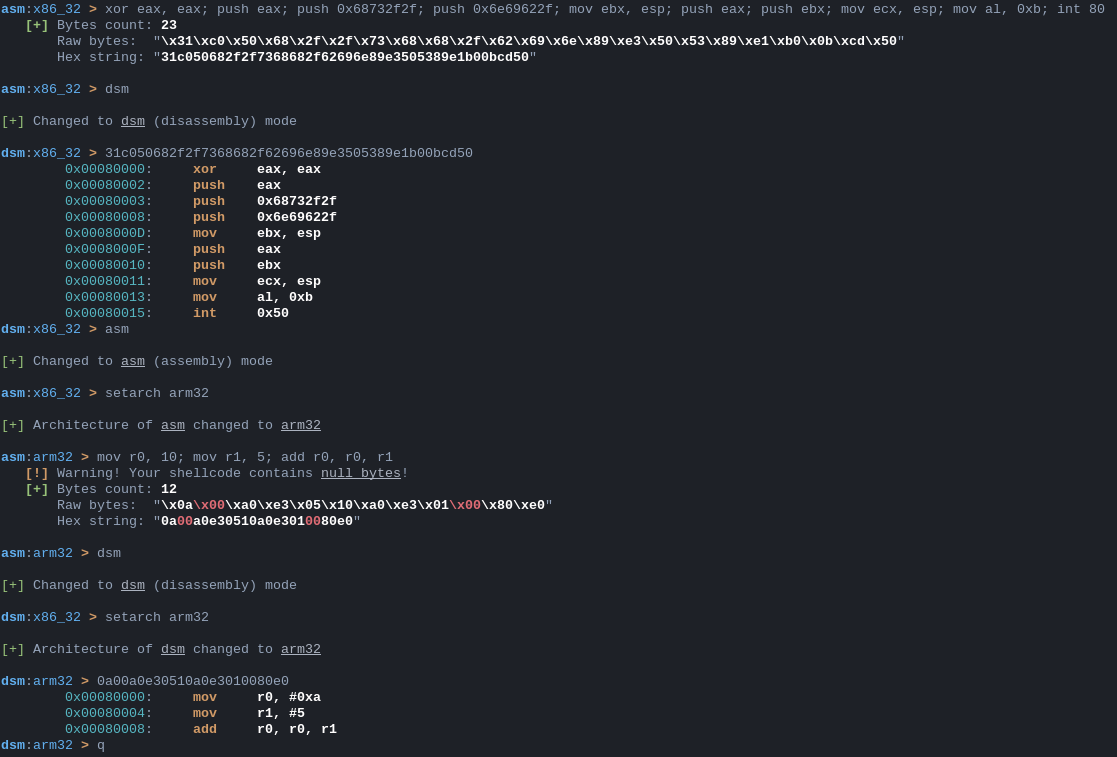 asm:x86_32 > xor eax, eax; push eax; push 0x68732f2f; push 0x6e69622f; mov ebx, esp; push eax; push ebx; mov ecx, esp; mov al, 0xb; int 80
[+] Bytes count: 23
Raw bytes:  "\x31\xc0\x50\x68\x2f\x2f\x73\x68\x68\x2f\x62\x69\x6e\x89\xe3\x50\x53\x89\xe1\xb0\x0b\xcd\x50"
Hex string: "31c050682f2f7368682f62696e89e3505389e1b00bcd50"
asm:x86_32 > dsm
[+] Changed to dsm (disassembly) mode
dsm:x86_32 > 31c050682f2f7368682f62696e89e3505389e1b00bcd50
0x00080000:     xor     eax, eax
0x00080002:     push    eax
0x00080003:     push    0x68732f2f
0x00080008:     push    0x6e69622f
0x0008000D:     mov     ebx, esp
0x0008000F:     push    eax
0x00080010:     push    ebx
0x00080011:     mov     ecx, esp
0x00080013:     mov     al, 0xb
0x00080015:     int     0x50
dsm:x86_32 > asm
[+] Changed to asm (assembly) mode
asm:x86_32 > setarch arm32
[+] Architecture of asm changed to arm32
asm:arm32 > mov r0, 10; mov r1, 5; add r0, r0, r1
[!] Warning! Your shellcode contains null bytes!
[+] Bytes count: 12
Raw bytes:  "\x0a\x00\xa0\xe3\x05\x10\xa0\xe3\x01\x00\x80\xe0"
Hex string: "0a00a0e30510a0e3010080e0"
asm:arm32 > dsm
[+] Changed to dsm (disassembly) mode
dsm:x86_32 > setarch arm32
[+] Architecture of dsm changed to arm32
dsm:arm32 > 0a00a0e30510a0e3010080e0
0x00080000:     mov     r0, #0xa
0x00080004:     mov     r1, #5
0x00080008:     add     r0, r0, r1
dsm:arm32 > q